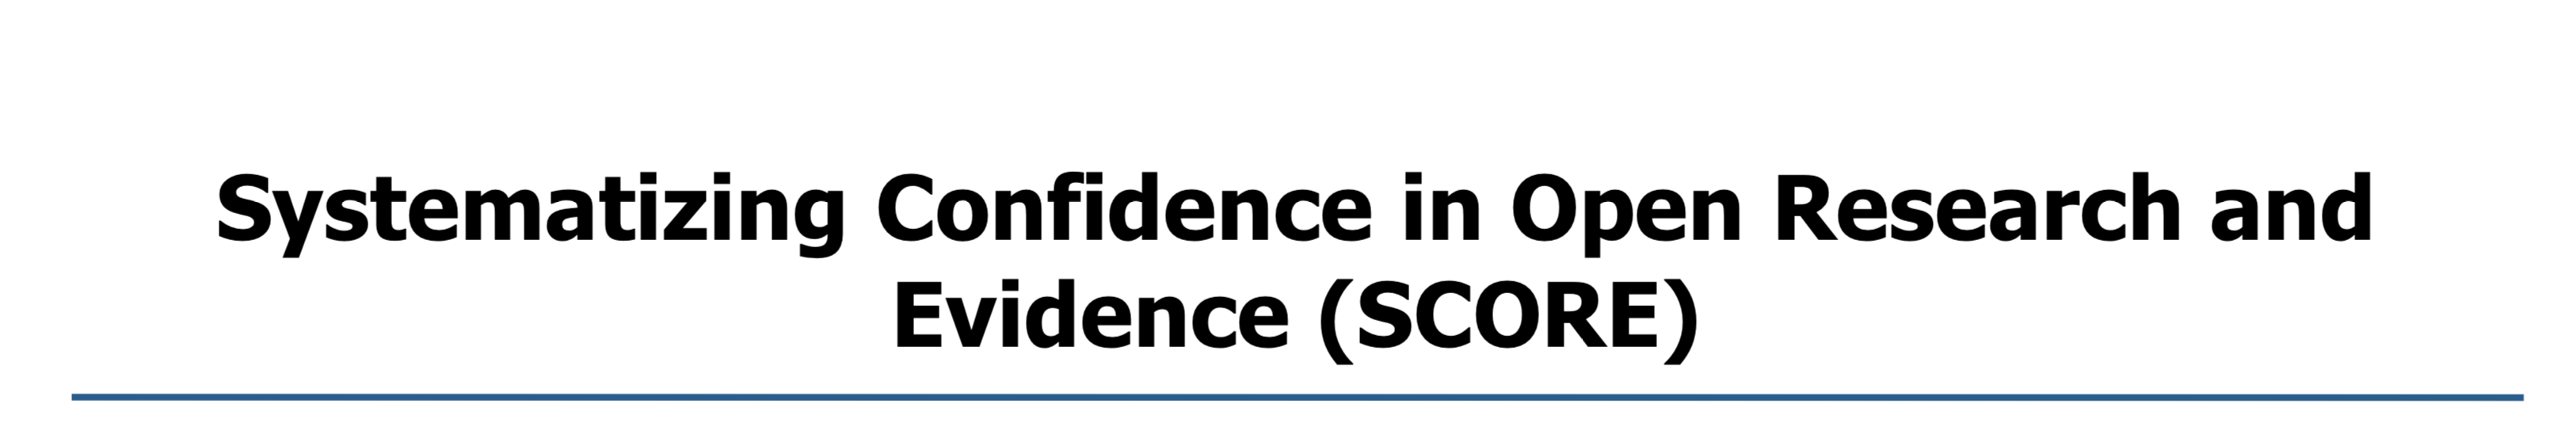 Systematizing Confidence in Open Research and
Evidence (SCORE)